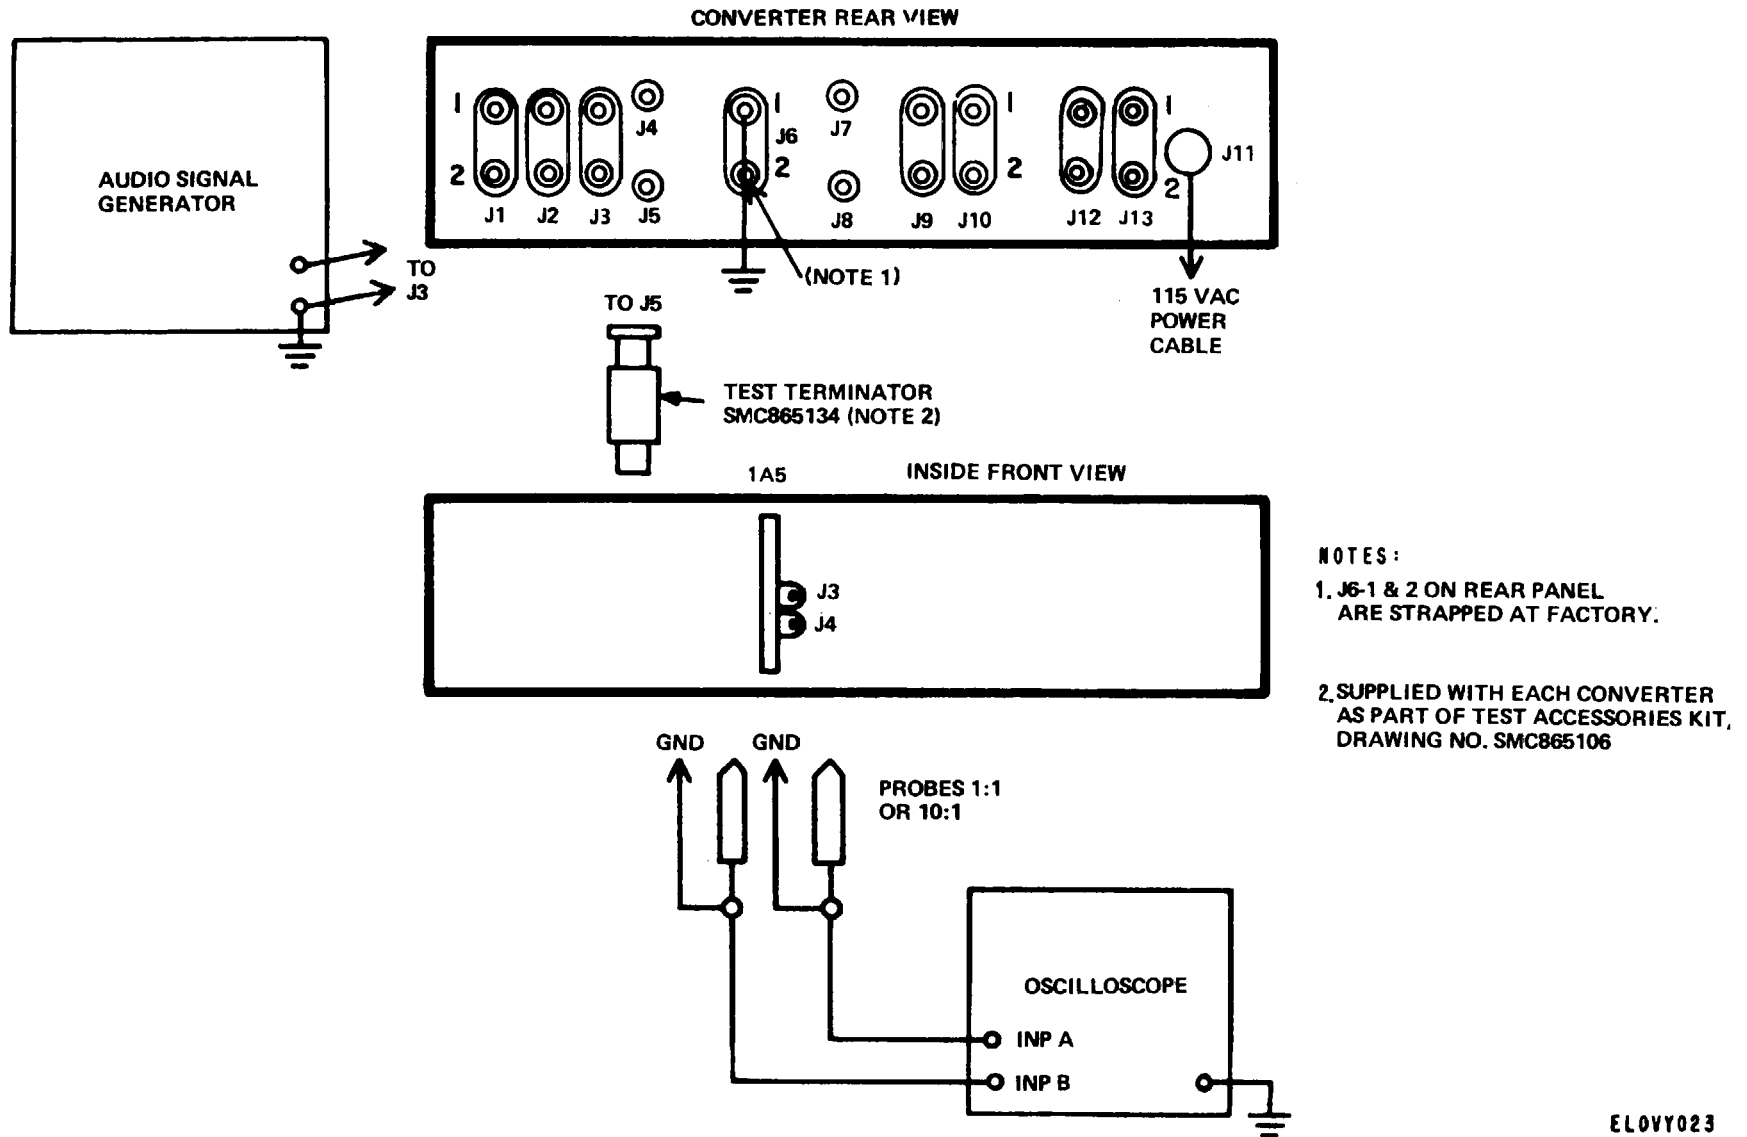 CONVERTER REAR VIEW
AUDIO SIGNAL
GENERATOR
TO
J3
1
2
J1
J2
J3
J4
J5
1
J6
2
(NOTE 1)
J7
J8
J9
J10
1
2
J12
J13
1
2
J11
115 VAC
POWER
CABLE
TO J5
TEST TERMINATOR
SMC865134 (NOTE 2)
1A5
INSIDE FRONT VIEW
J3
J4
NOTES:
1. J6-1 & 2 ON REAR PANEL
ARE STRAPPED AT FACTORY.
2. SUPPLIED WITH EACH CONVERTER
AS PART OF TEST ACCESSORIES KIT,
DRAWING NO. SMC865106
GND
GND
PROBES 1:1
OR 10:1
OSCILLOSCOPE
INP A
INP B
ELOVY023